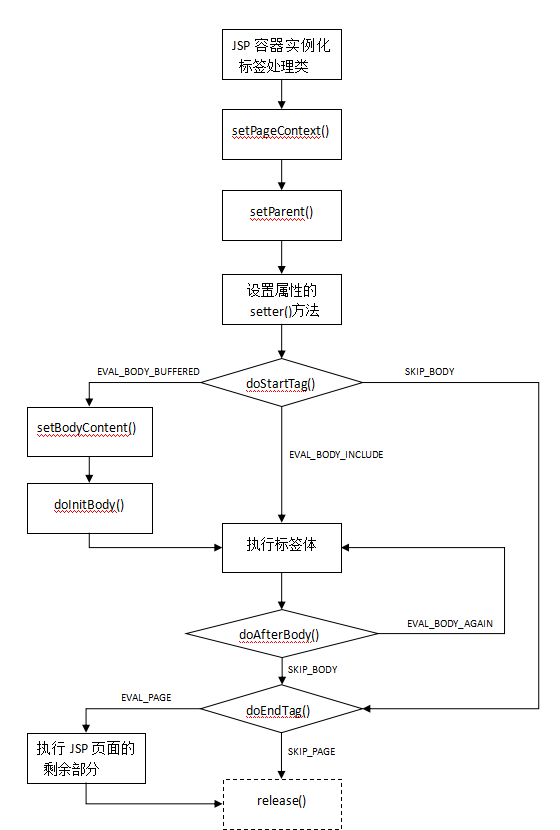 JSP 容器实例化
标签处理类
setPageContext()
setParent()
设置属性的
setter()方法
EVAL_BODY_BUFFERED
doStartTag()
SKIP_BODY
setBodyContent()
EVAL_BODY_INCLUDE
doInitBody()
执行标签体
doAfterBody()
EVAL_BODY_AGAIN
SKIP_BODY
EVAL_PAGE
doEndTag()
执行 JSP 页面的
剩余部分
SKIP_PAGE
release()